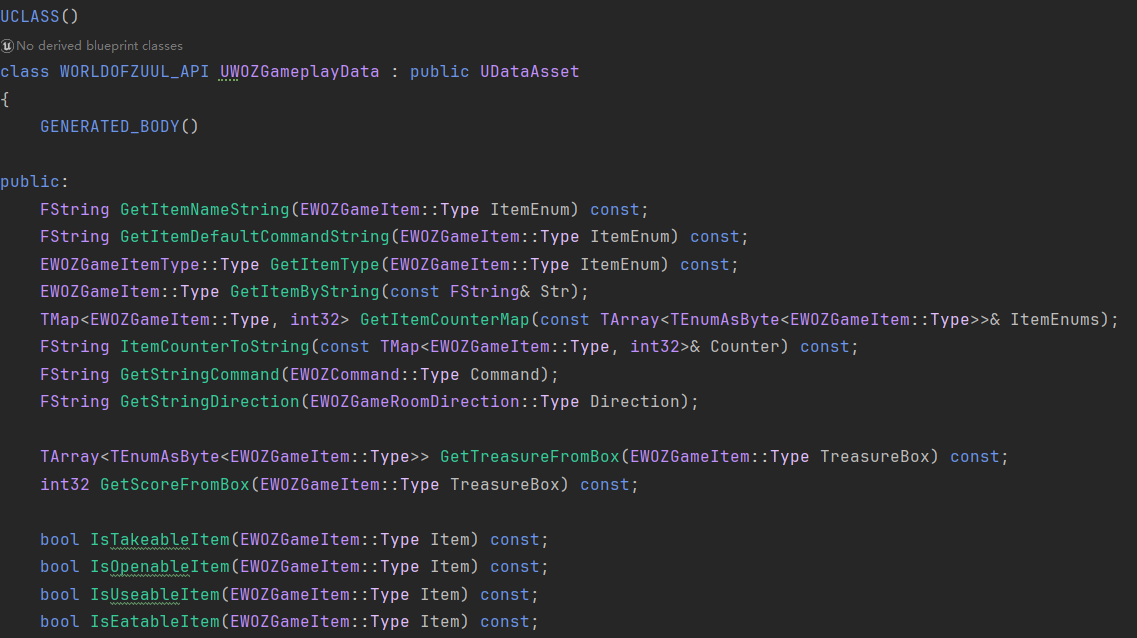 UCLASS()
No derived blueprint classes
class WORLDOFZUUL_API UWOZGameplayData : public UDataAsset
{
    GENERATED_BODY()
public:
    FString GetItemNameString(EWOZGameItem::Type ItemEnum) const;
    FString GetItemDefaultCommandString(EWOZGameItem::Type ItemEnum) const;
    EWOZGameItemType::Type GetItemType(EWOZGameItem::Type ItemEnum) const;
    EWOZGameItem::Type GetItemByString(const FString& Str);
    TMap<EWOZGameItem::Type, int32> GetItemCounterMap(const TArray<TEnumAsByte<EWOZGameItem::Type>>& ItemEnums);
    FString ItemCounterToString(const TMap<EWOZGameItem::Type, int32>& Counter) const;
    FString GetStringCommand(EWOZCommand::Type Command);
    FString GetStringDirection(EWOZGameRoomDirection::Type Direction);
    TArray<TEnumAsByte<EWOZGameItem::Type>> GetTreasureFromBox(EWOZGameItem::Type TreasureBox) const;
    int32 GetScoreFromBox(EWOZGameItem::Type TreasureBox) const;
    bool IsTakeableItem(EWOZGameItem::Type Item) const;
    bool IsOpenableItem(EWOZGameItem::Type Item) const;
    bool IsUseableItem(EWOZGameItem::Type Item) const;
    bool IsEatableItem(EWOZGameItem::Type Item) const;